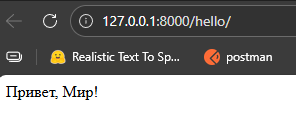 127.0.0.1:8000/hello/
Realistic Text To Sp... postman
Привет, Мир!